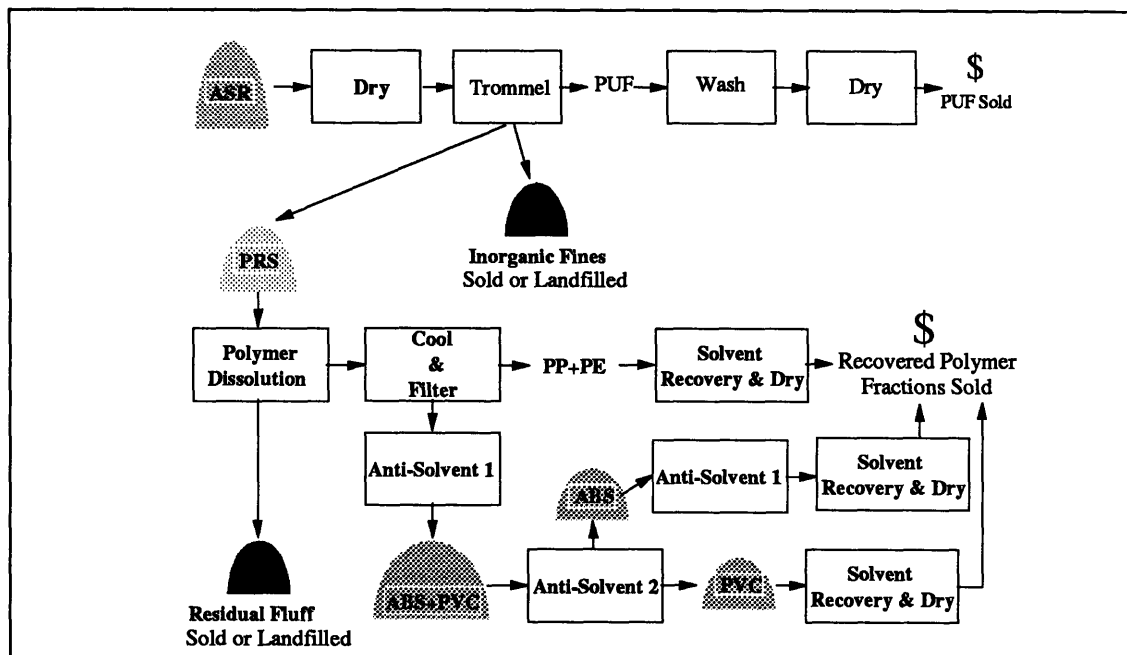 ASR
Dry
Trommel
PUF
Wash
Dry
$
PUF Sold
Inorganic Fines
Sold or Landfilled
PRS
Polymer
Dissolution
Cool
&
Filter
PP+PE
Solvent
Recovery & Dry
$
Recovered Polymer
Fractions Sold
Anti-Solvent 1
ABS
Anti-Solvent 1
Solvent
Recovery & Dry
ABS+PVC
Anti-Solvent 2
PVC
Solvent
Recovery & Dry
Residual Fluff
Sold or Landfilled